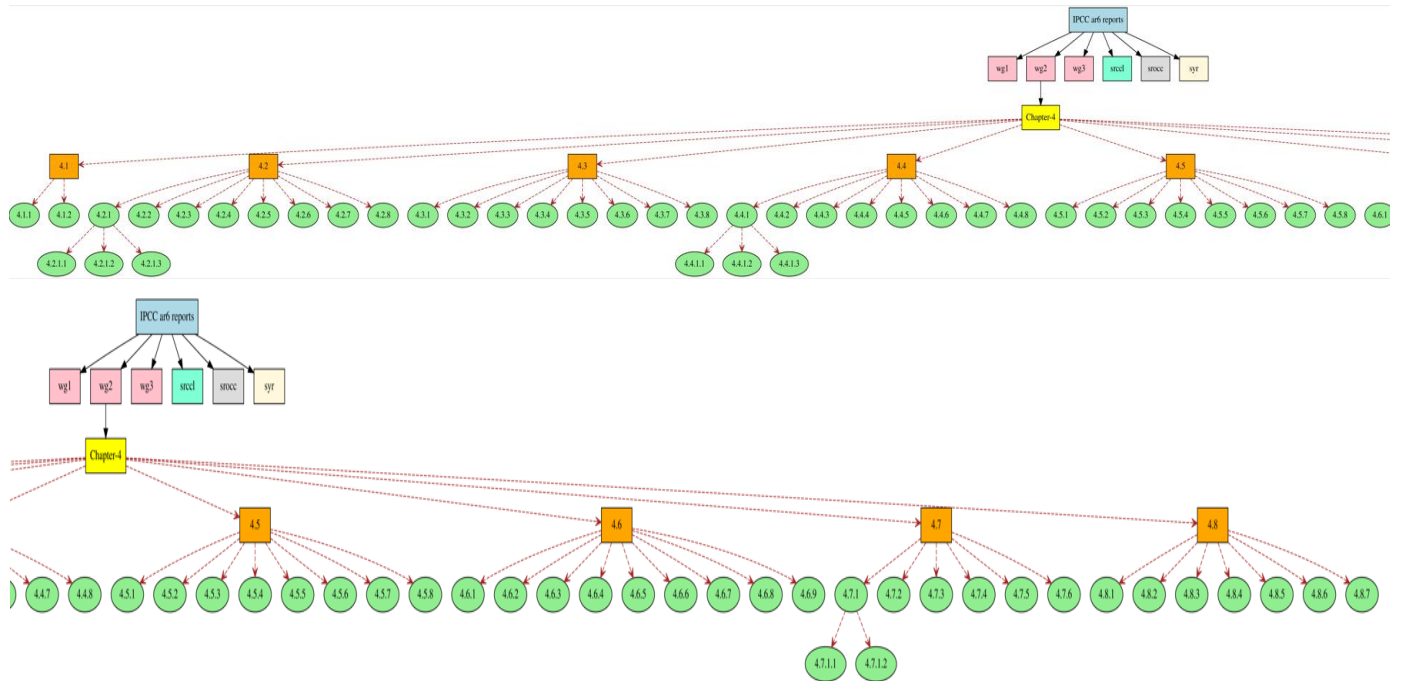 IPCC ar6 reports
wg1 wg2 wg3 srccl srocc syr
Chapter-4
4.1 4.2 4.3 4.4 4.5
4.1.1 4.1.2 4.2.1 4.2.2 4.2.3 4.2.4 4.2.5 4.2.6 4.2.7 4.2.8 4.3.1 4.3.2 4.3.3 4.3.4 4.3.5 4.3.6 4.3.7 4.3.8 4.4.1 4.4.2 4.4.3 4.4.4 4.4.5 4.4.6 4.4.7 4.4.8 4.5.1 4.5.2 4.5.3 4.5.4 4.5.5 4.5.6 4.5.7 4.5.8 4.6.1
4.2.1.1 4.2.1.2 4.2.1.3 4.4.1.1 4.4.1.2 4.4.1.3
IPCC ar6 reports
wg1 wg2 wg3 srccl srocc syr
Chapter-4
4.5 4.6 4.7 4.8
4.4.7 4.4.8 4.5.1 4.5.2 4.5.3 4.5.4 4.5.5 4.5.6 4.5.7 4.5.8 4.6.1 4.6.2 4.6.3 4.6.4 4.6.5 4.6.6 4.6.7 4.6.8 4.6.9 4.7.1 4.7.2 4.7.3 4.7.4 4.7.5 4.7.6 4.8.1 4.8.2 4.8.3 4.8.4 4.8.5 4.8.6 4.8.7
4.7.1.1 4.7.1.2